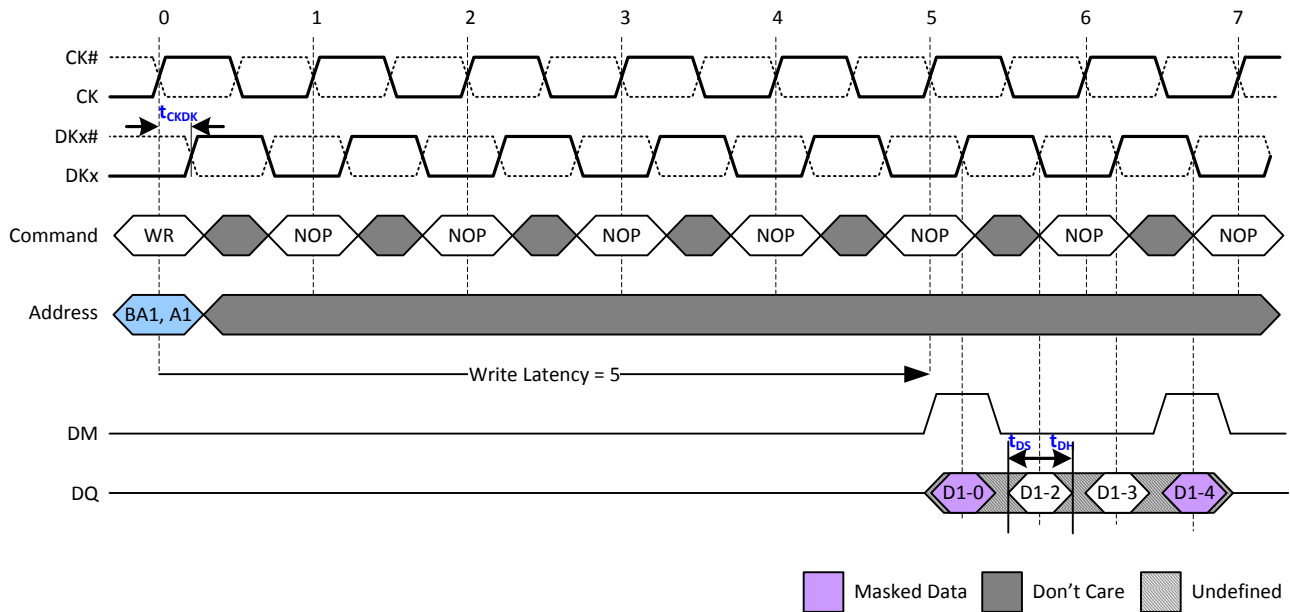 0 1 2 3 4 5 6 7
CK#
CK
tCKDK
DKx#
DKx
Command WR NOP NOP NOP NOP NOP NOP NOP
Address BA1, A1
Write Latency = 5
DM
tDS tDH
DQ D1-0 D1-2 D1-3 D1-4
Masked Data Don't Care Undefined